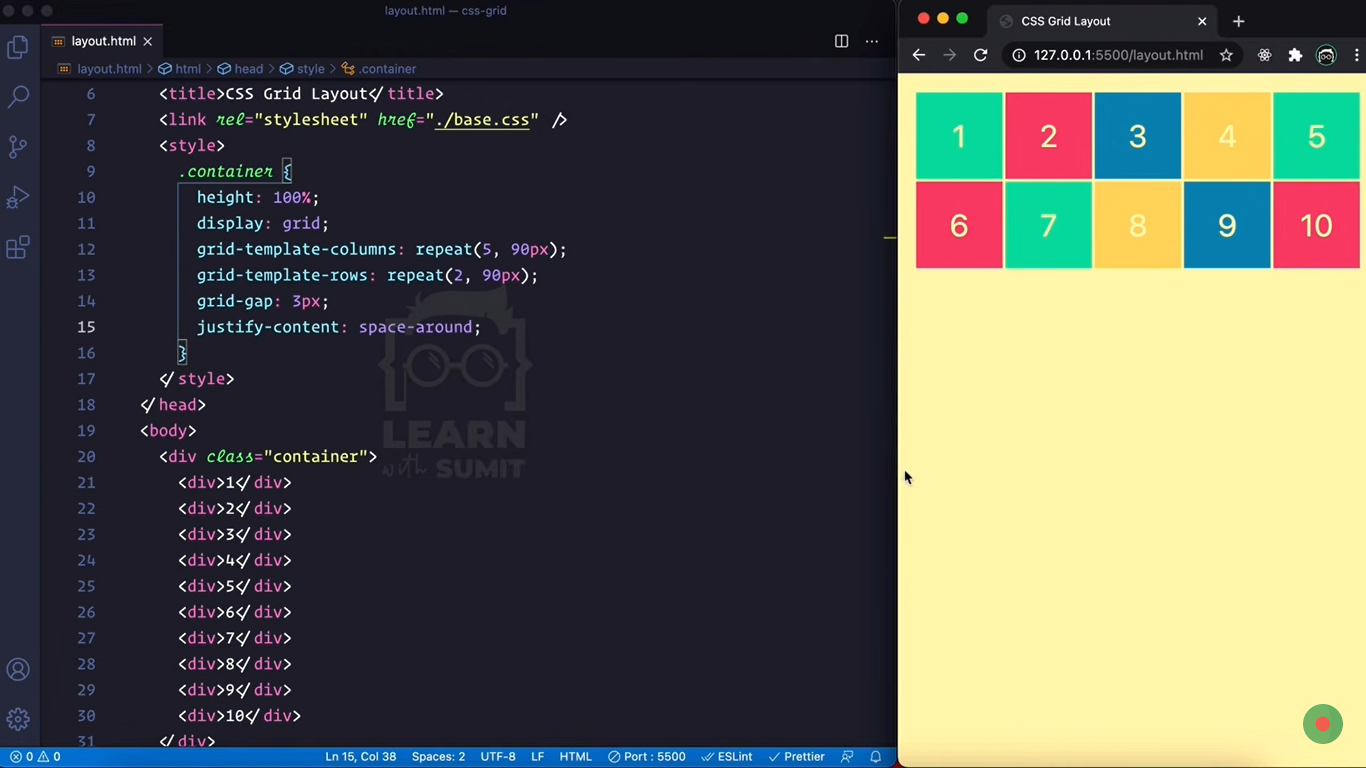 layout.html — css-grid
layout.html
layout.html > html > head > style > .container
6 <title>CSS Grid Layout</title>
7 <link rel="stylesheet" href="./base.css" />
8 <style>
9 .container {
10 height: 100%;
11 display: grid;
12 grid-template-columns: repeat(5, 90px);
13 grid-template-rows: repeat(2, 90px);
14 grid-gap: 3px;
15 justify-content: space-around;
16 }
17 </style>
18 </head>
19 <body>
20 <div class="container">
21 <div>1</div>
22 <div>2</div>
23 <div>3</div>
24 <div>4</div>
25 <div>5</div>
26 <div>6</div>
27 <div>7</div>
28 <div>8</div>
29 <div>9</div>
30 <div>10</div>
31 </div>
LEARN
with SUMIT
0 0 Ln 15, Col 38 Spaces: 2 UTF-8 LF HTML Port : 5500 ESLint Prettier
CSS Grid Layout
127.0.0.1:5500/layout.html
1 2 3 4 5
6 7 8 9 10